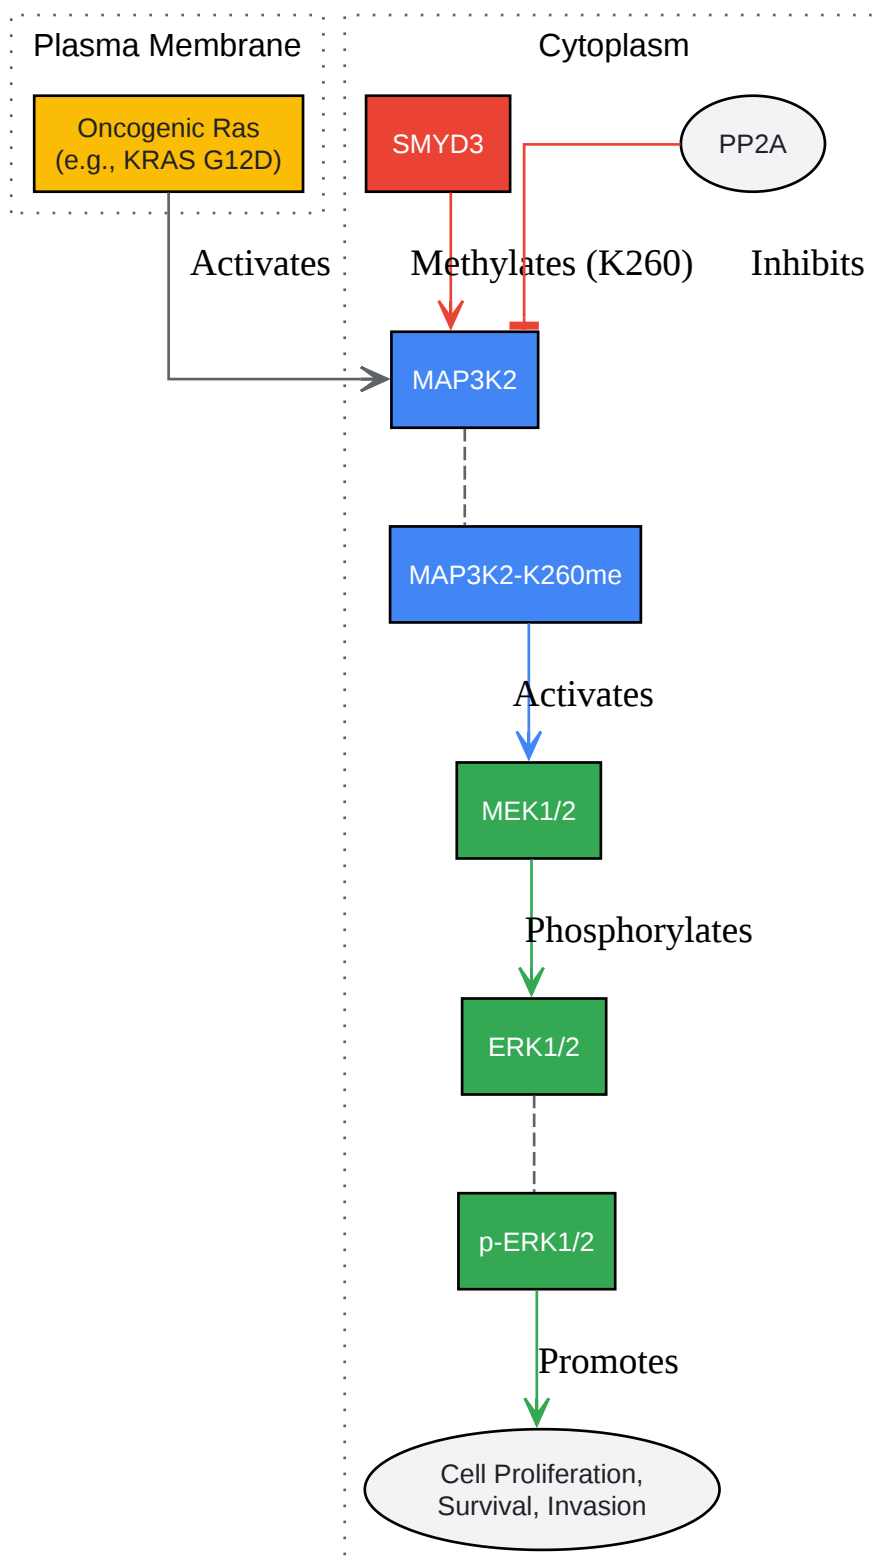 Plasma Membrane
Cytoplasm
Oncogenic Ras
(e.g., KRAS G12D)
SMYD3
PP2A
Activates
Methylates (K260)
Inhibits
MAP3K2
MAP3K2-K260me
Activates
MEK1/2
Phosphorylates
ERK1/2
p-ERK1/2
Promotes
Cell Proliferation,
Survival, Invasion